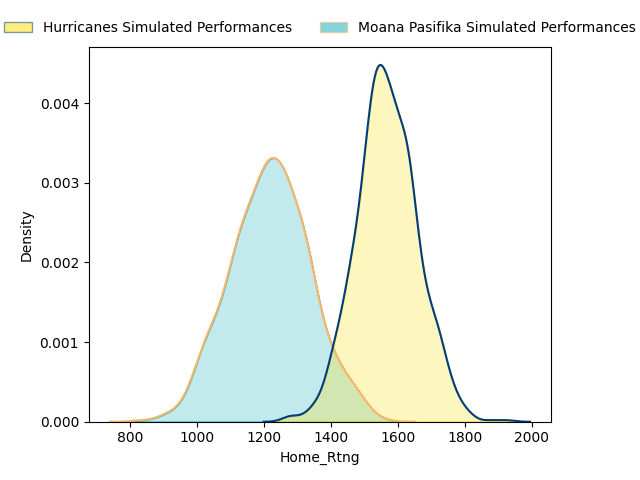 Hurricanes Simulated Performances Moana Pasifika Simulated Performances
0.004
0.003
0.002
0.001
0.000
Density
800 1000 1200 1400 1600 1800 2000
Home_Rtng